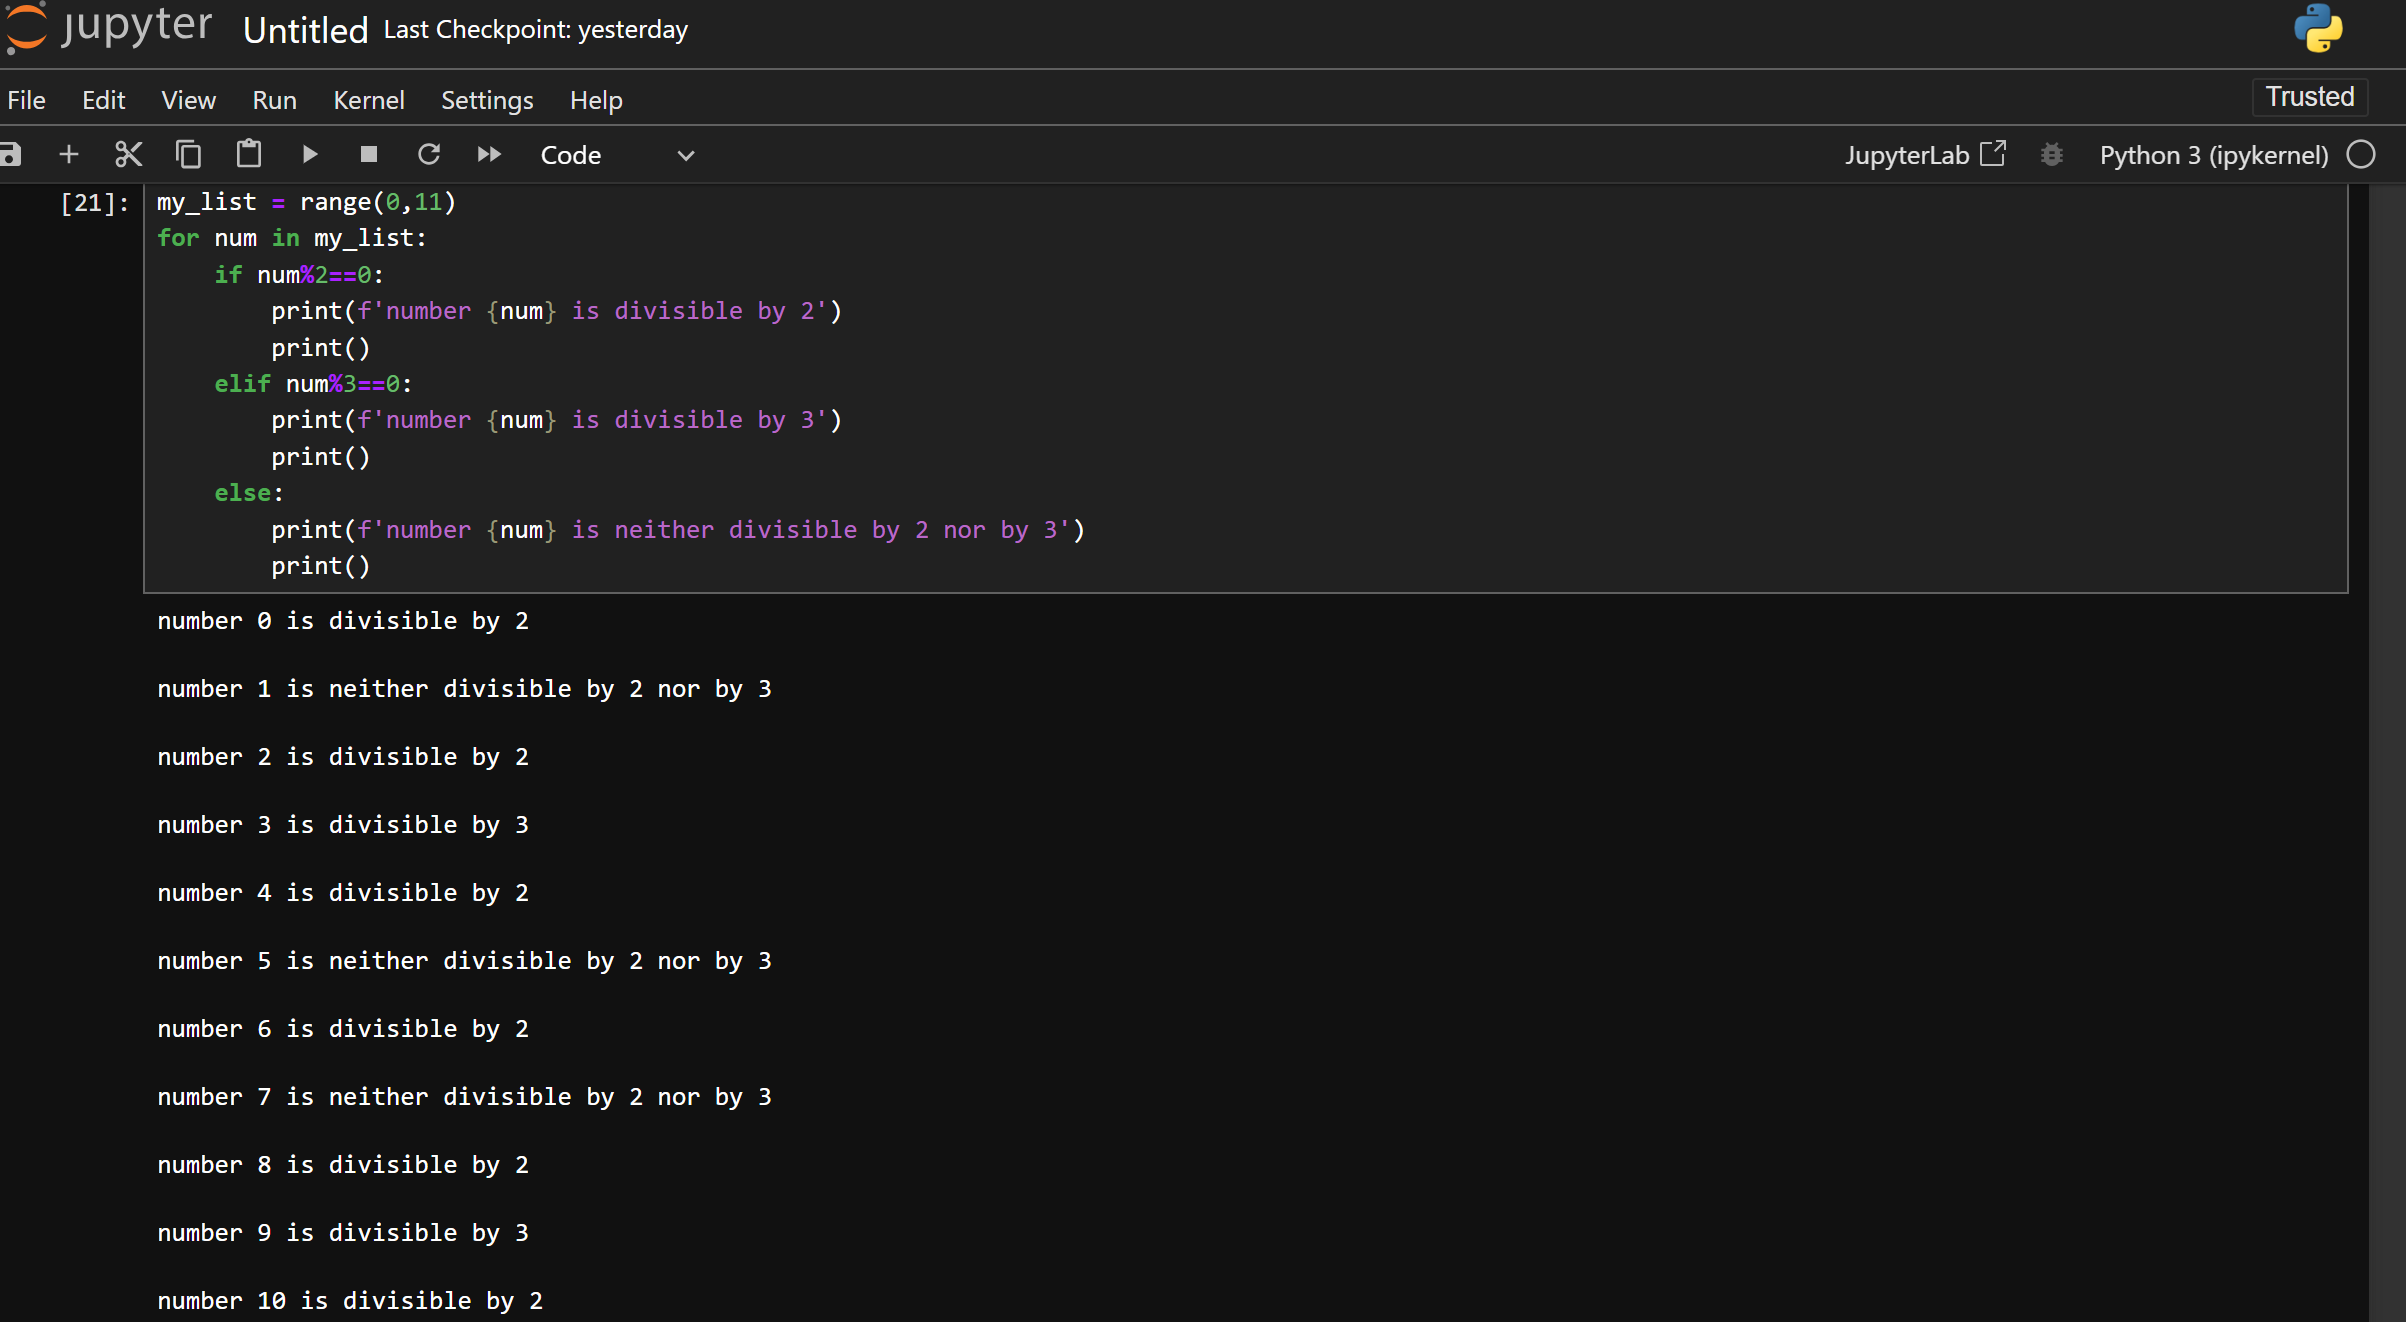 jupyter Untitled Last Checkpoint: yesterday
File Edit View Run Kernel Settings Help Trusted
Code JupyterLab Python 3 (ipykernel)
[21]: my_list = range(0,11)
for num in my_list:
    if num%2==0:
        print(f'number {num} is divisible by 2')
        print()
    elif num%3==0:
        print(f'number {num} is divisible by 3')
        print()
    else:
        print(f'number {num} is neither divisible by 2 nor by 3')
        print()
number 0 is divisible by 2
number 1 is neither divisible by 2 nor by 3
number 2 is divisible by 2
number 3 is divisible by 3
number 4 is divisible by 2
number 5 is neither divisible by 2 nor by 3
number 6 is divisible by 2
number 7 is neither divisible by 2 nor by 3
number 8 is divisible by 2
number 9 is divisible by 3
number 10 is divisible by 2